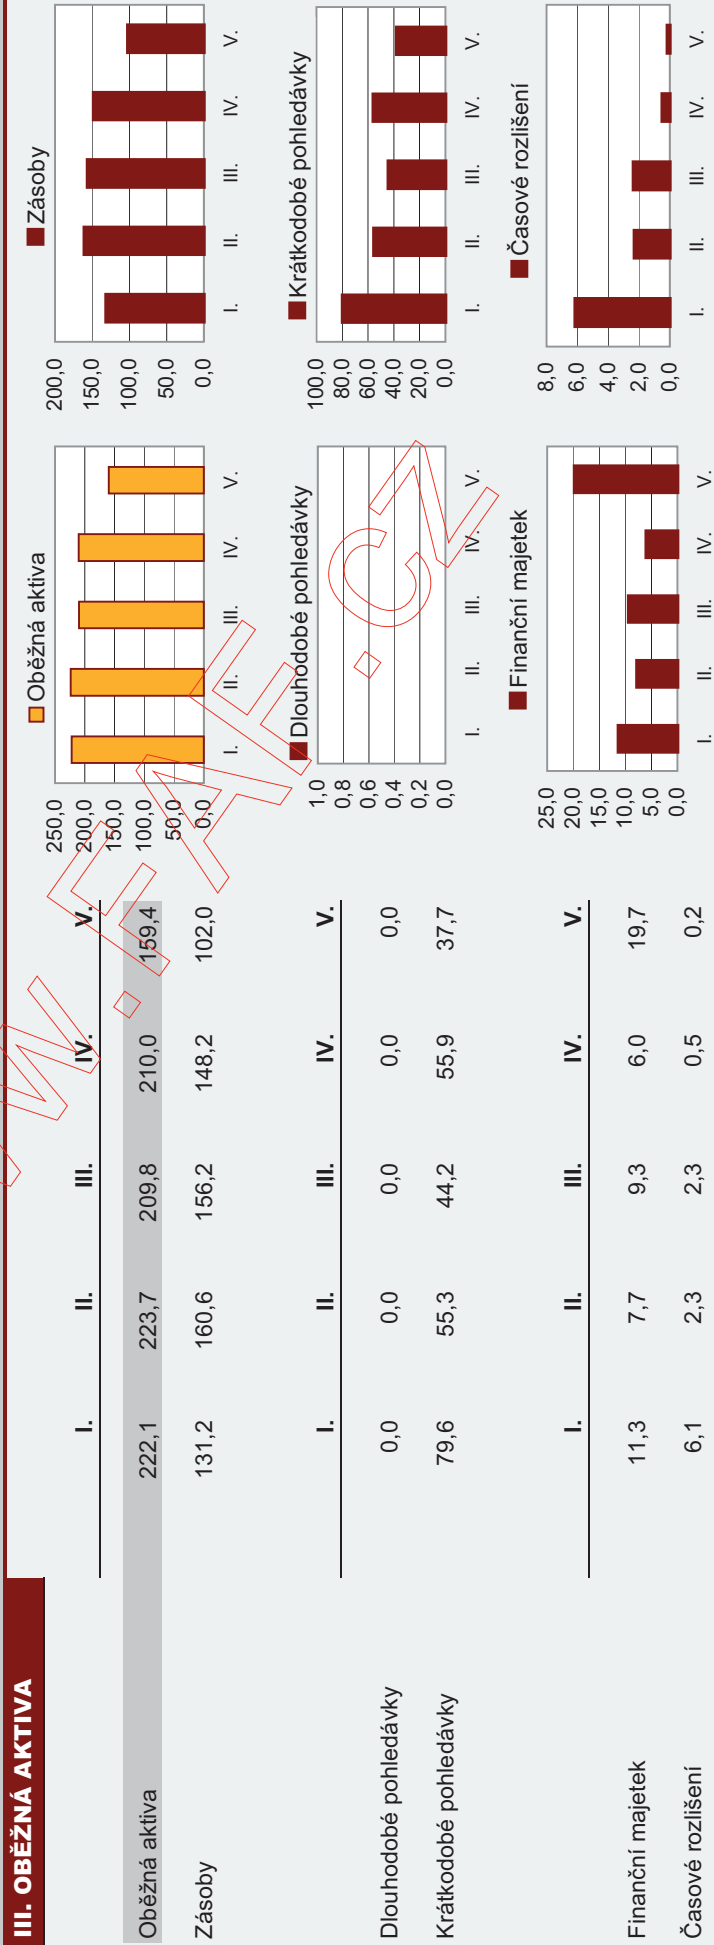 III. OBĚŽNÁ AKTIVA
I. II. III. IV. V.
Oběžná aktiva 222,1 223,7 209,8 210,0 159,4
Zásoby 131,2 160,6 156,2 148,2 102,0
I. II. III. IV. V.
Dlouhodobé pohledávky 0,0 0,0 0,0 0,0 0,0
Krátkodobé pohledávky 79,6 55,3 44,2 55,9 37,7
I. II. III. IV. V.
Finanční majetek 11,3 7,7 9,3 6,0 19,7
Časové rozlišení 6,1 2,3 2,3 0,5 0,2
Oběžná aktiva
250,0
200,0
150,0
100,0
50,0
0,0
I. II. III. IV. V.
Zásoby
200,0
150,0
100,0
50,0
0,0
I. II. III. IV. V.
Dlouhodobé pohledávky
1,0
0,8
0,6
0,4
0,2
0,0
I. II. III. IV. V.
Krátkodobé pohledávky
100,0
80,0
60,0
40,0
20,0
0,0
I. II. III. IV. V.
Finanční majetek
25,0
20,0
15,0
10,0
5,0
0,0
I. II. III. IV. V.
Časové rozlišení
8,0
6,0
4,0
2,0
0,0
I. II. III. IV. V.
W.EAF.CZ